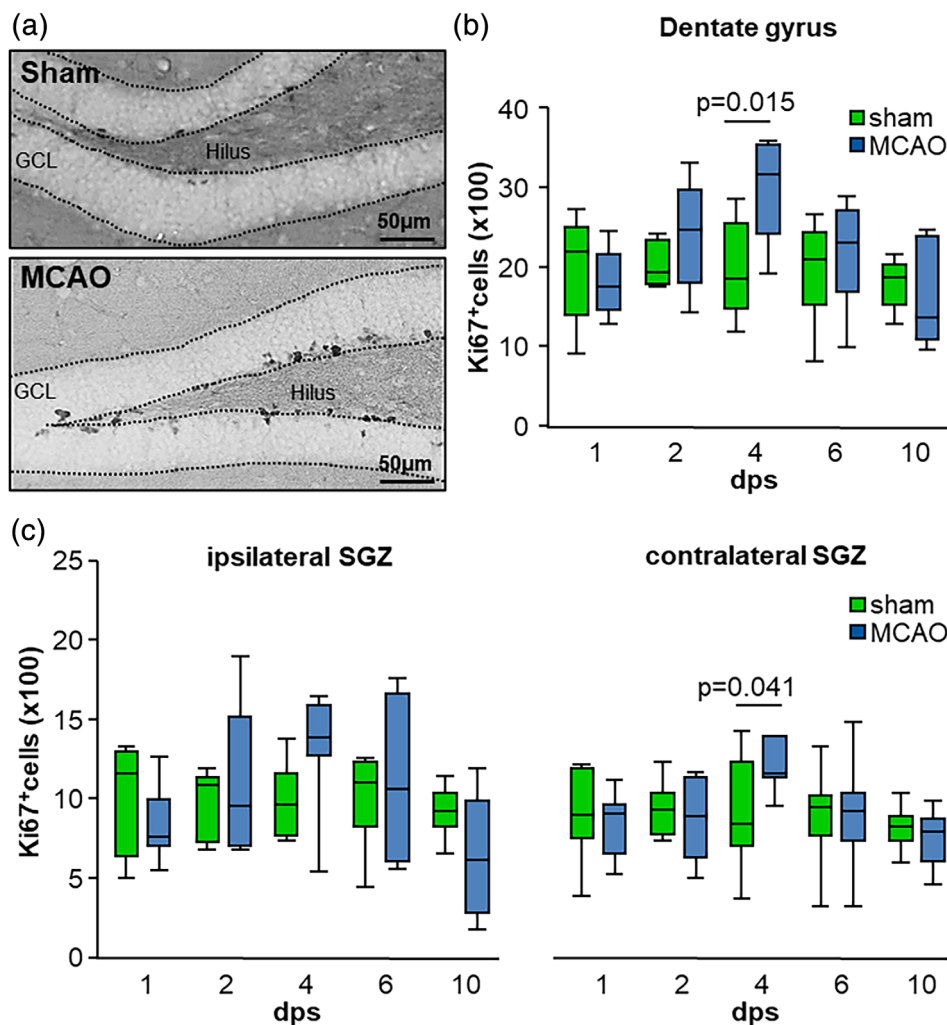 (a)
Sham
GCL
Hilus
50µm
MCAO
GCL
Hilus
50µm
(b)
Dentate gyrus
Ki67+cells (x100)
40
30
20
10
0
p=0.015
sham
MCAO
1 2 4 6 10
dps
(c)
ipsilateral SGZ
Ki67+cells (x100)
25
20
15
10
5
0
1 2 4 6 10
dps
contralateral SGZ
sham
MCAO
p=0.041
1 2 4 6 10
dps